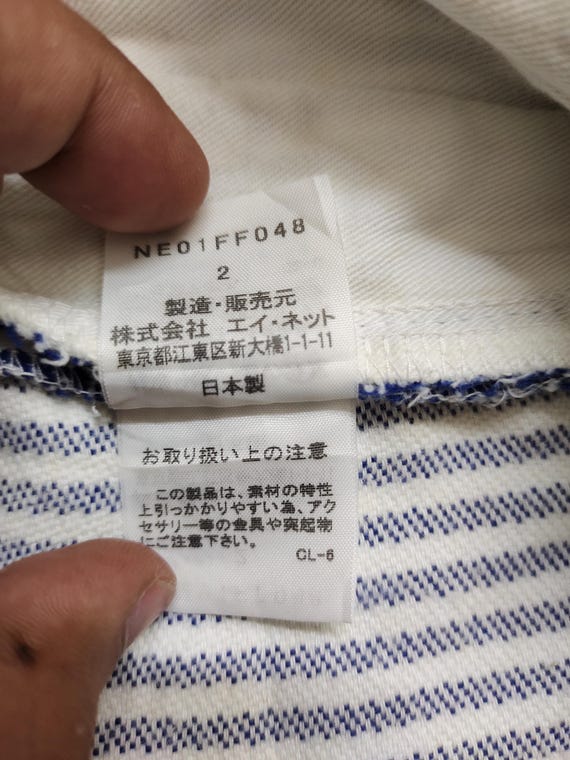 NE01FF048
2
製造・販売元
株式会社 エイ・ネット
東京都江東区新大橋1-1-11
日本製
お取り扱い上の注意
この製品は、素材の特性
上引っかかりやすい為、アク
セサリー等の金具や突起物
にご注意下さい。
CL-6